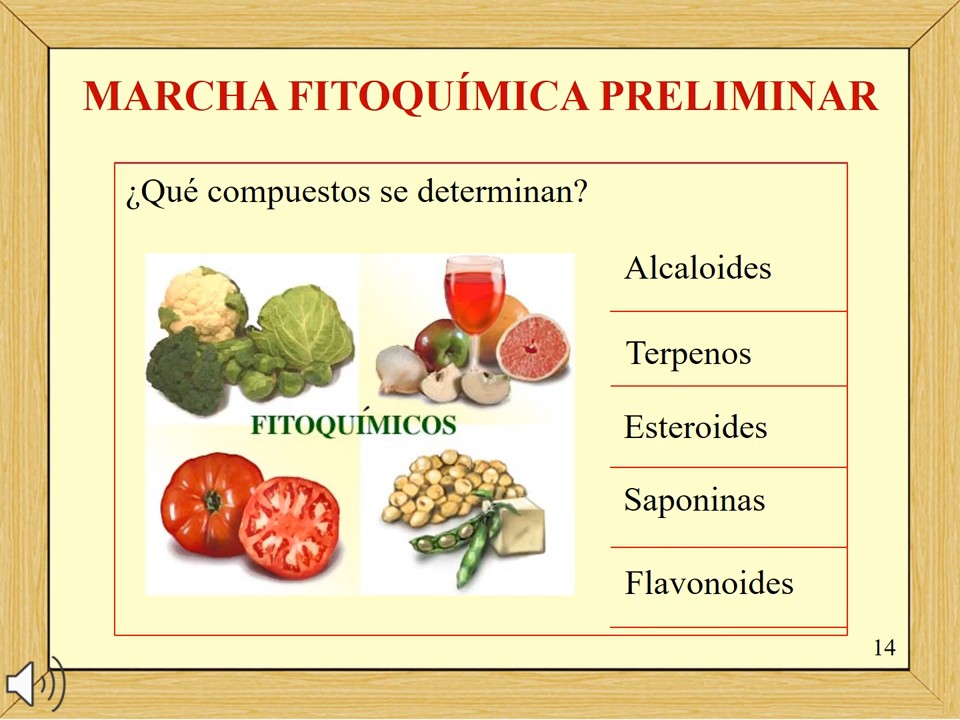 MARCHA FITOQUÍMICA PRELIMINAR
¿Qué compuestos se determinan?
FITOQUÍMICOS
Alcaloides
Terpenos
Esteroides
Saponinas
Flavonoides
14